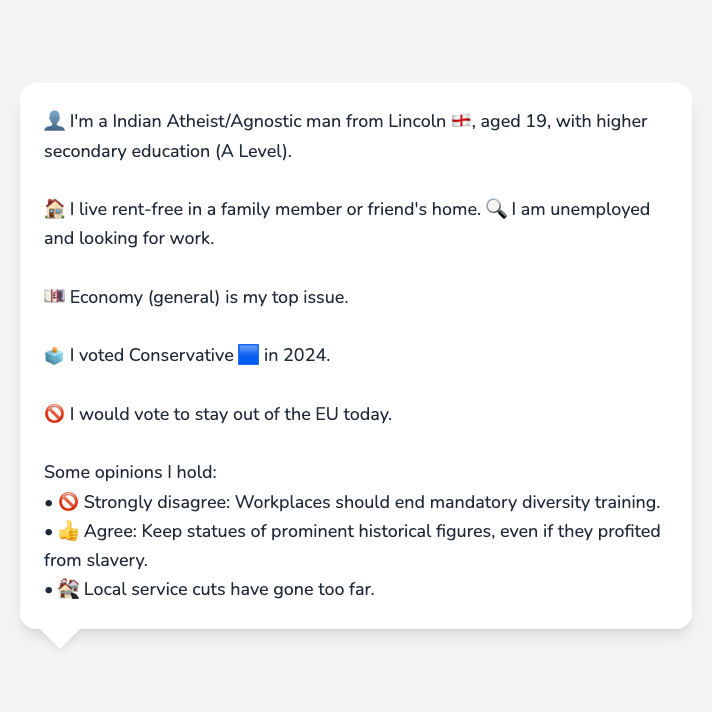 👤 I'm a Indian Atheist/Agnostic man from Lincoln 🏴󠁧󠁢󠁥󠁮󠁧󠁿, aged 19, with higher
secondary education (A Level).
🏠 I live rent-free in a family member or friend's home. 🔍 I am unemployed
and looking for work.
💷 Economy (general) is my top issue.
🗳️ I voted Conservative 🟦 in 2024.
🚫 I would vote to stay out of the EU today.
Some opinions I hold:
• 🚫 Strongly disagree: Workplaces should end mandatory diversity training.
• 👍 Agree: Keep statues of prominent historical figures, even if they profited
from slavery.
• 🏚️ Local service cuts have gone too far.